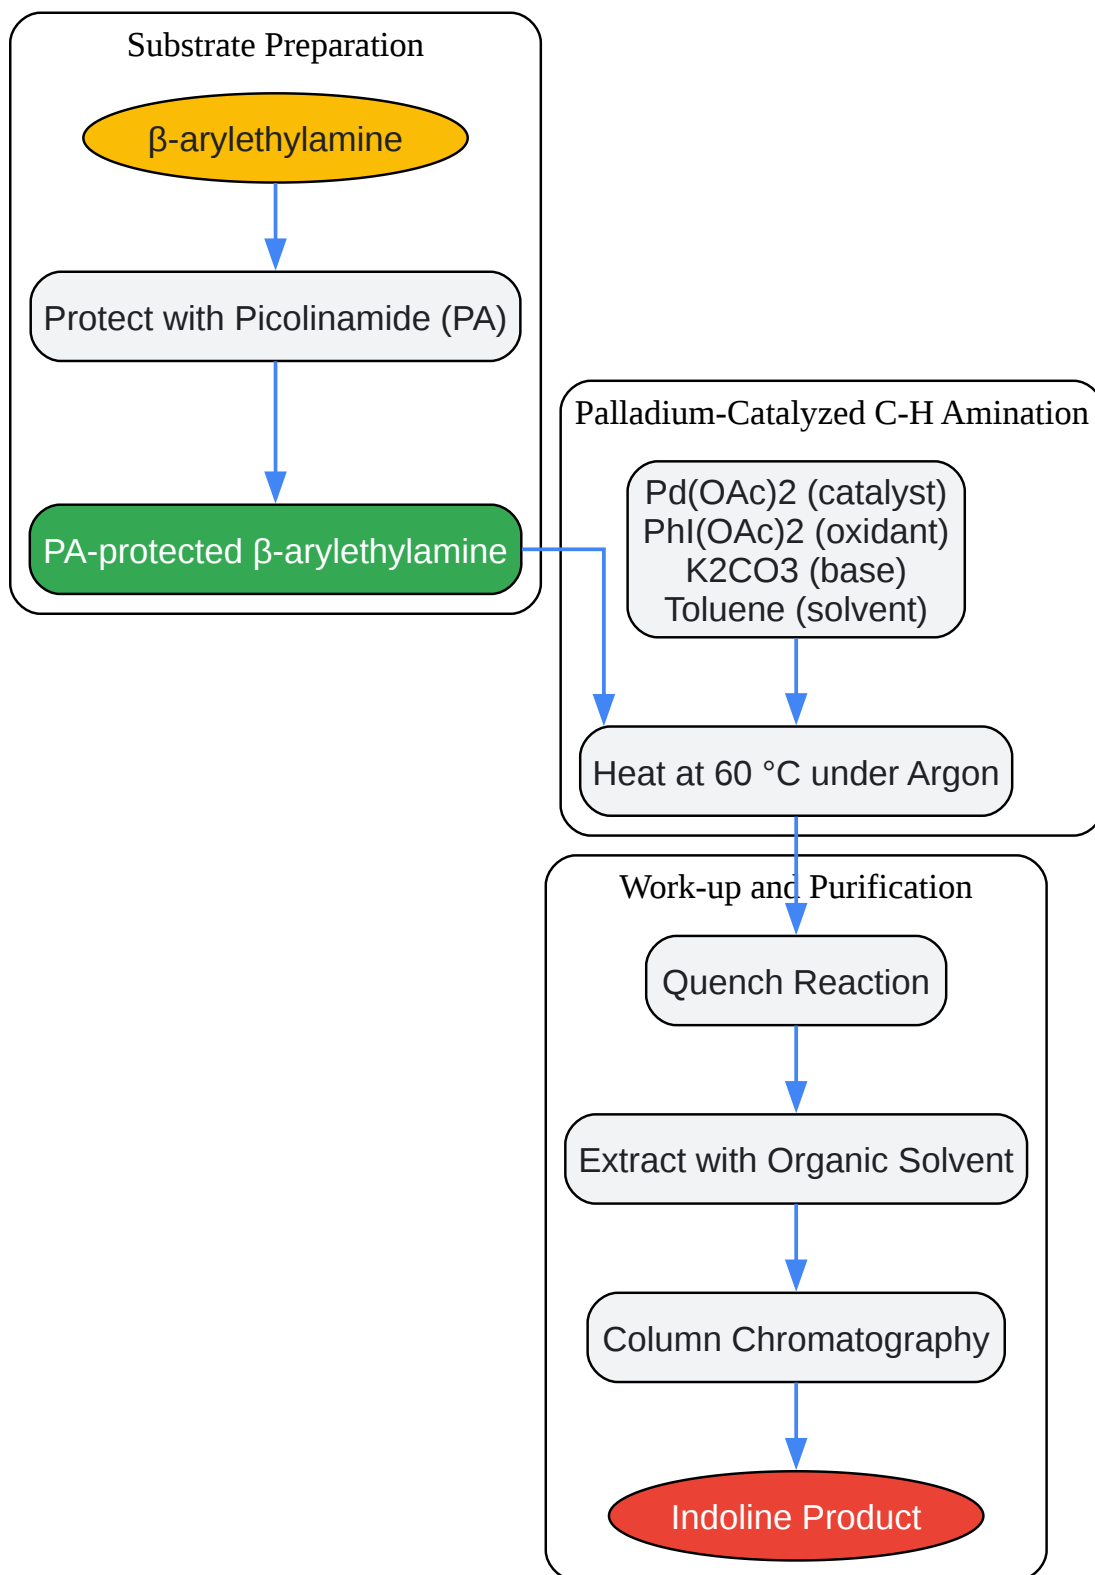 Substrate Preparation
β-arylethylamine
Protect with Picolinamide (PA)
PA-protected β-arylethylamine
Palladium-Catalyzed C-H Amination
Pd(OAc)2 (catalyst)
PhI(OAc)2 (oxidant)
K2CO3 (base)
Toluene (solvent)
Heat at 60 °C under Argon
Work-up and Purification
Quench Reaction
Extract with Organic Solvent
Column Chromatography
Indoline Product